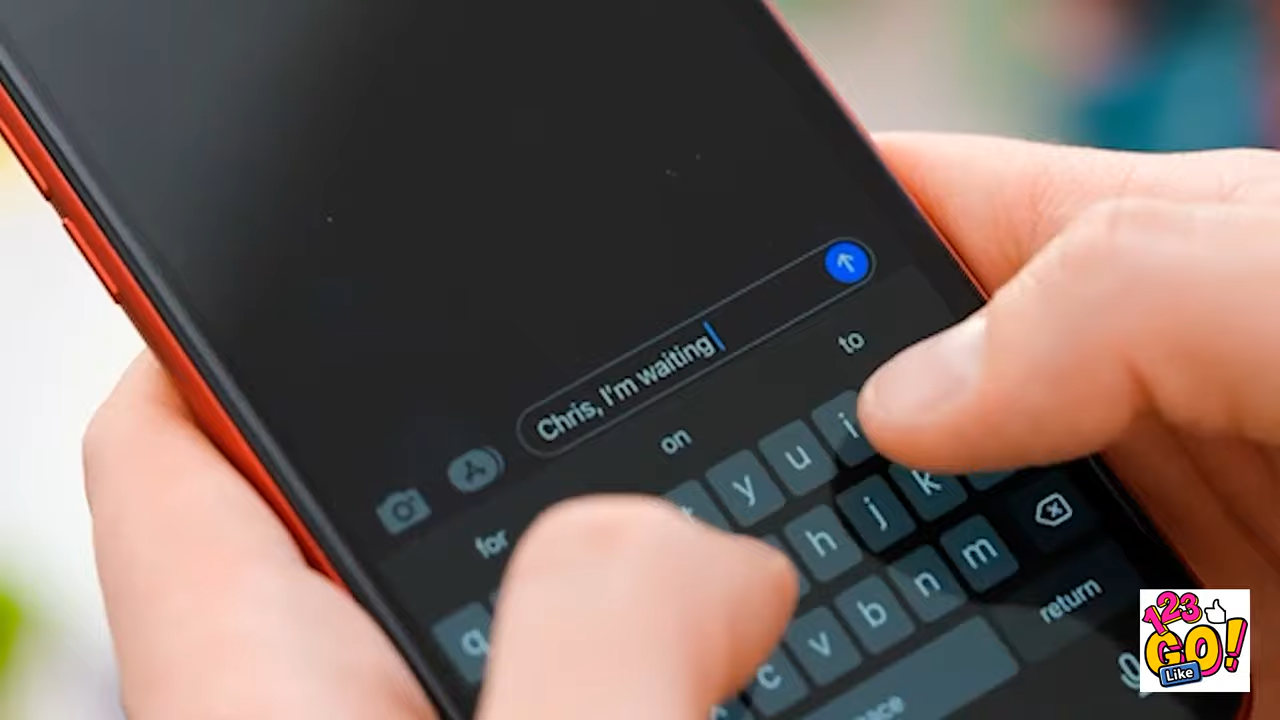 Chris, I'm waiting
for
on
to
q
t
y
u
i
h
j
k
c
v
b
n
m
return
123
GO!
Like